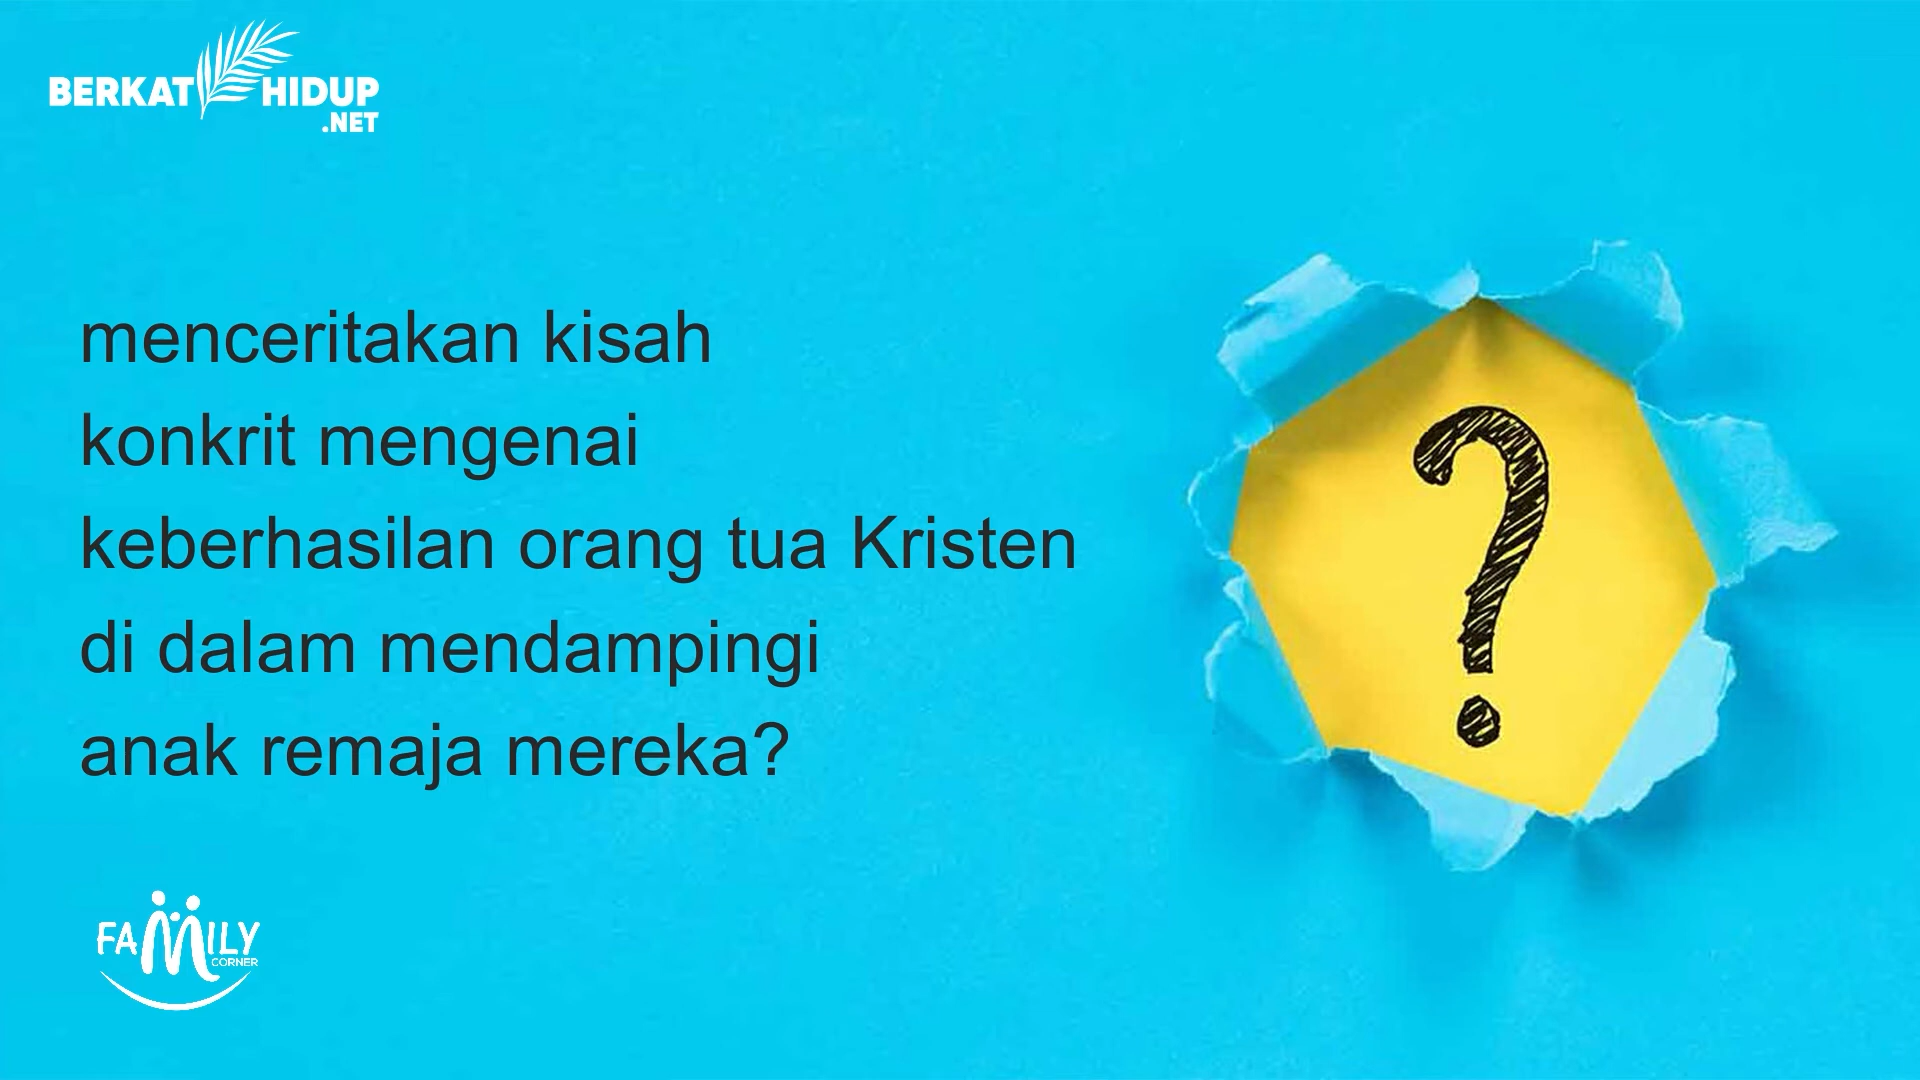 BERKAT HIDUP
.NET
menceritakan kisah
konkrit mengenai
keberhasilan orang tua Kristen
di dalam mendampingi
anak remaja mereka?
?
FAMILY
CORNER